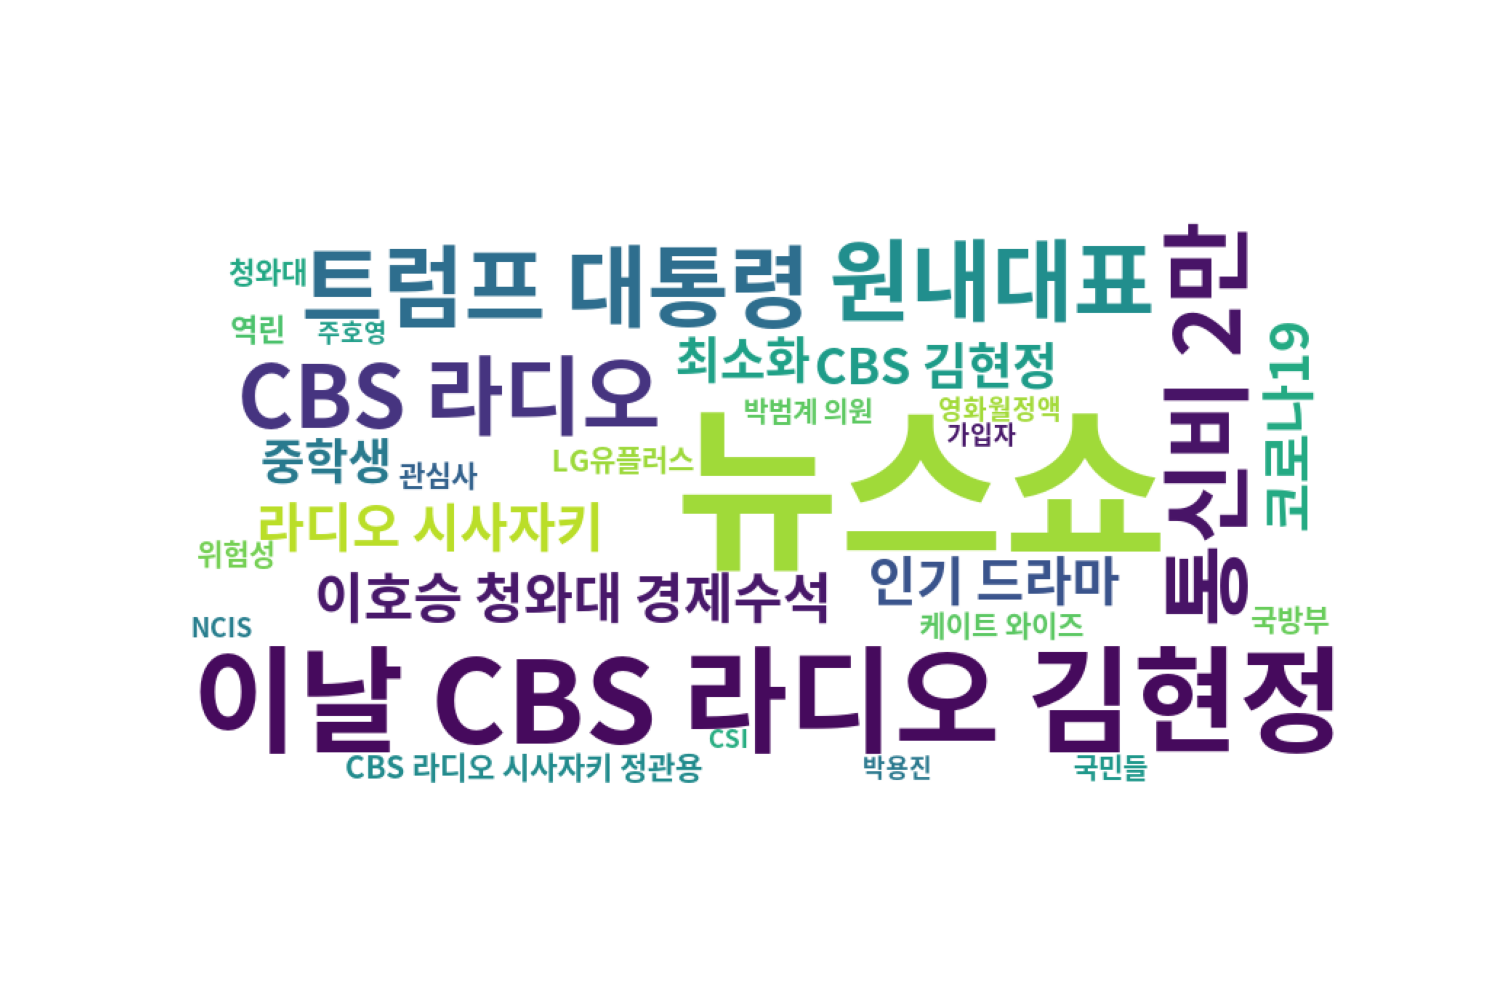 청와대
트럼프 대통령
원내대표
통신비 2만
역린
주호영
코로나19
CBS 라디오
최소화
CBS 김현정
박범계 의원
영화월정액
가입자
중학생
관심사
LG유플러스
뉴스쇼
라디오 시사자키
위험성
이호승 청와대 경제수석
인기 드라마
NCIS
케이트 와이즈
국방부
이날 CBS 라디오 김현정
CSI
CBS 라디오 시사자키 정관용
박용진
국민들